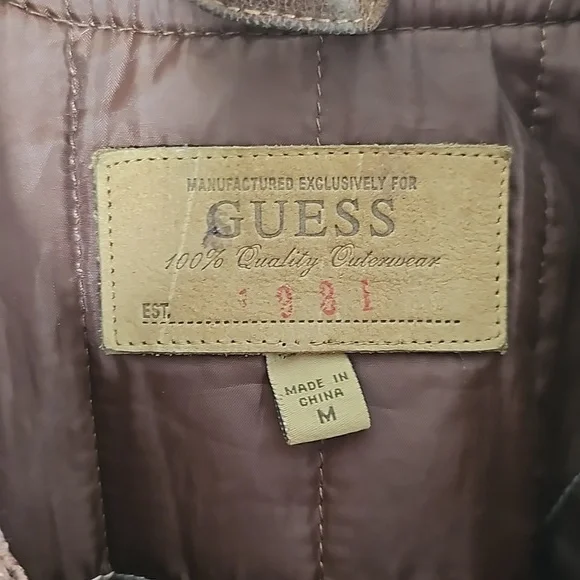 MANUFACTURED EXCLUSIVELY FOR
GUESS
100% Quality Outerwear
EST. 1981
MADE IN
CHINA
M